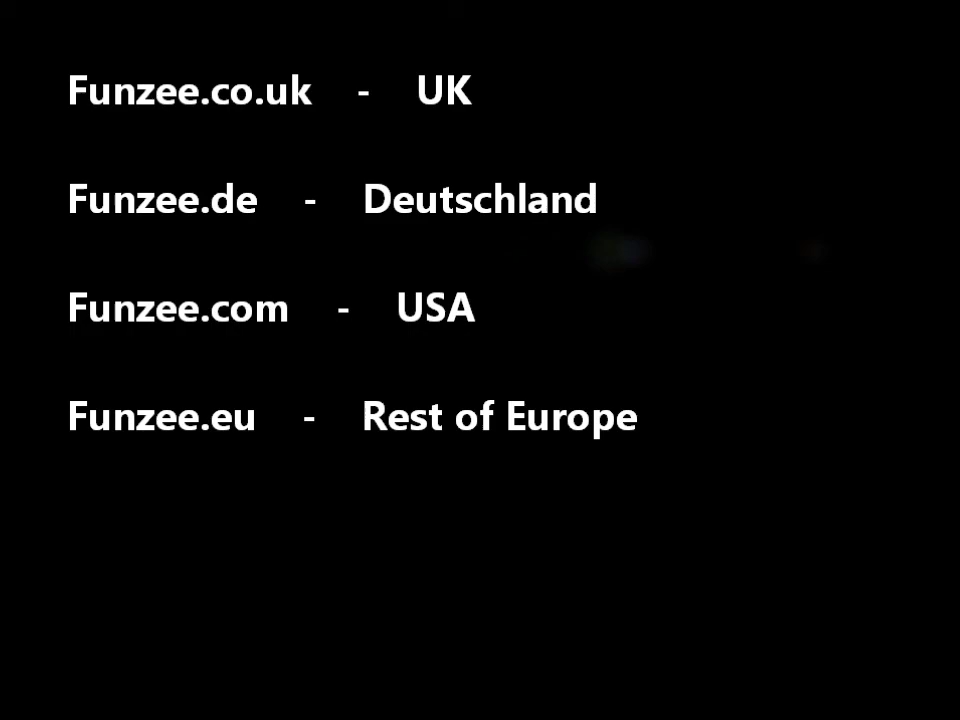 Funzee.co.uk - UK
Funzee.de - Deutschland
Funzee.com - USA
Funzee.eu - Rest of Europe